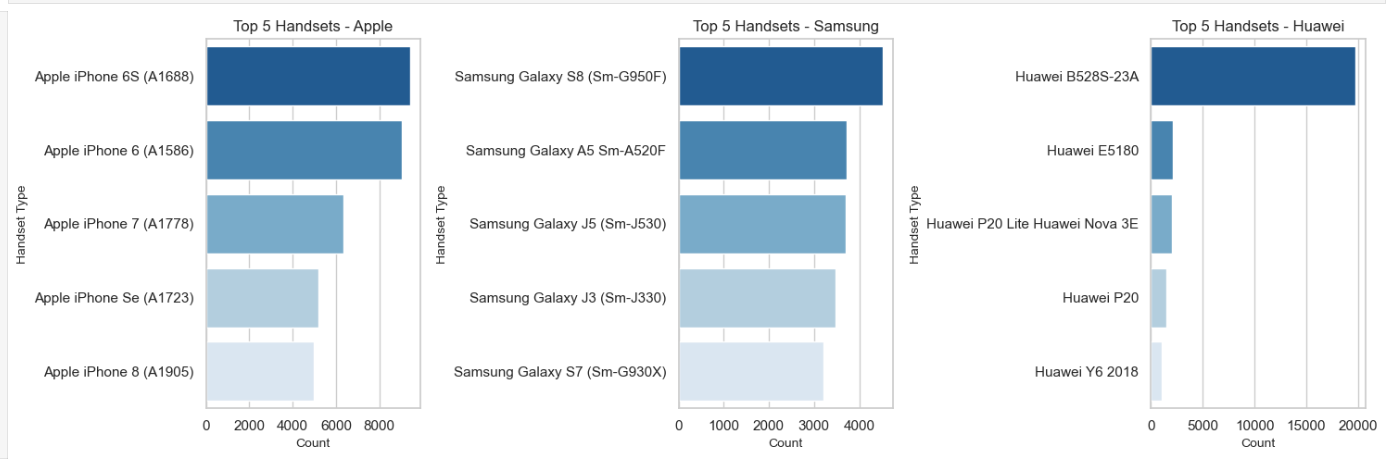 Top 5 Handsets - Apple
Handset Type
Apple iPhone 6S (A1688)
Apple iPhone 6 (A1586)
Apple iPhone 7 (A1778)
Apple iPhone Se (A1723)
Apple iPhone 8 (A1905)
0 2000 4000 6000 8000
Count
Top 5 Handsets - Samsung
Handset Type
Samsung Galaxy S8 (Sm-G950F)
Samsung Galaxy A5 Sm-A520F
Samsung Galaxy J5 (Sm-J530)
Samsung Galaxy J3 (Sm-J330)
Samsung Galaxy S7 (Sm-G930X)
0 1000 2000 3000 4000
Count
Top 5 Handsets - Huawei
Handset Type
Huawei B528S-23A
Huawei E5180
Huawei P20 Lite Huawei Nova 3E
Huawei P20
Huawei Y6 2018
0 5000 10000 15000 20000
Count